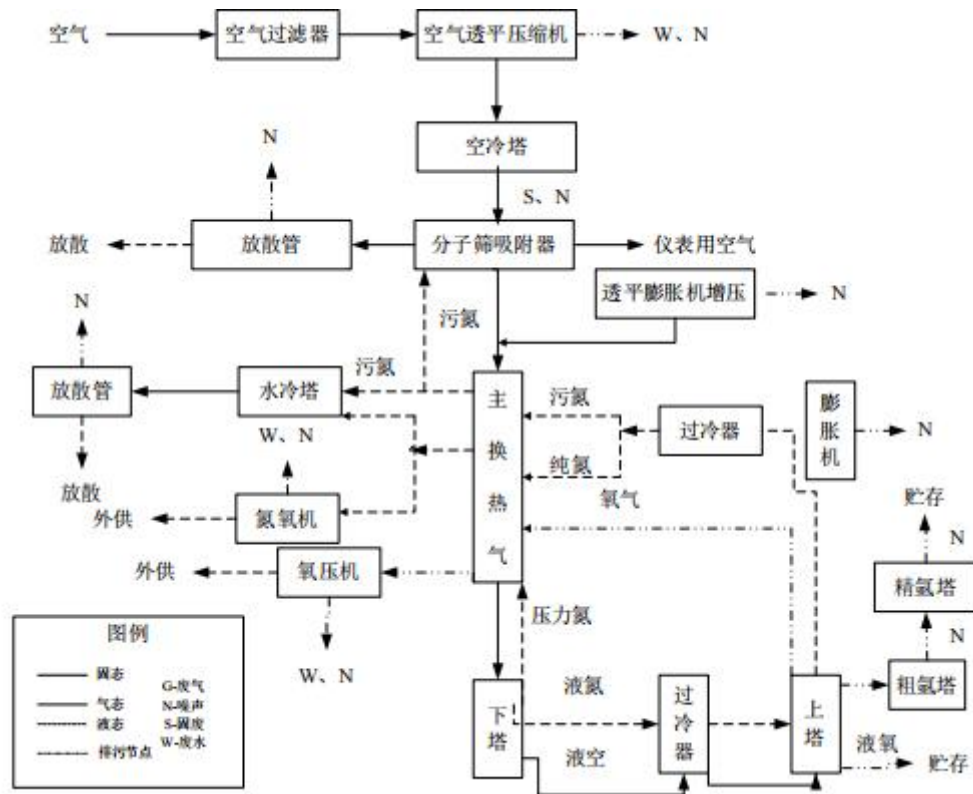 空气
空气过滤器
空气透平压缩机
W、N
空冷塔
N
S、N
放散
放散管
分子筛吸附器
仪表用空气
透平膨胀机增压
N
N
污氮
污氮
放散管
水冷塔
主换热气
污氮
过冷器
膨胀机
N
W、N
纯氮
放散
氧气
贮存
外供
氮氧机
N
外供
氧压机
精氩塔
压力氮
N
W、N
图例
固态
G-废气
气态
N-噪声
液态
S-固废
排污节点
W-废水
下塔
液氮
过冷器
上塔
粗氩塔
液空
液氧
贮存